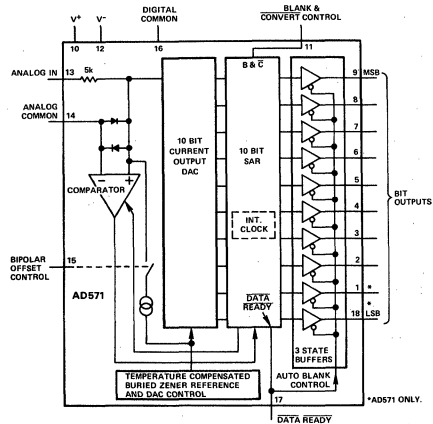 V+
V-
DIGITAL COMMON
BLANK & CONVERT CONTROL
10
12
16
11
B & C
ANALOG IN
13
5k
ANALOG COMMON
14
10 BIT CURRENT OUTPUT DAC
10 BIT SAR
9 MSB
8
7
6
5
4
3
2
1 *
*
18 LSB
BIT OUTPUTS
-
+
COMPARATOR
INT. CLOCK
BIPOLAR OFFSET CONTROL
15
AD571
DATA READY
3 STATE BUFFERS
TEMPERATURE COMPENSATED
BURIED ZENER REFERENCE
AND DAC CONTROL
AUTO BLANK CONTROL
17
*AD571 ONLY.
DATA READY